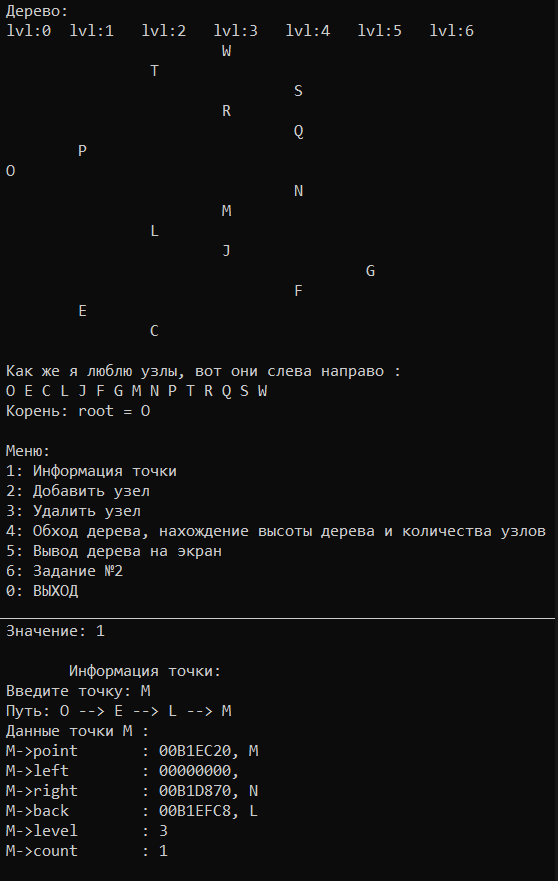 Дерево:
lvl:0  lvl:1   lvl:2   lvl:3   lvl:4   lvl:5   lvl:6
                        W
                T
                                S
                        R
                                Q
        P
O
                                N
                        M
                L
                        J
                                        G
                                F
        E
                C
Как же я люблю узлы, вот они слева направо :
O E C L J F G M N P T R Q S W
Корень: root = O
Меню:
1: Информация точки
2: Добавить узел
3: Удалить узел
4: Обход дерева, нахождение высоты дерева и количества узлов
5: Вывод дерева на экран
6: Задание №2
0: ВЫХОД
Значение: 1
       Информация точки:
Введите точку: M
Путь: O --> E --> L --> M
Данные точки M :
M->point       : 00B1EC20, M
M->left        : 00000000,
M->right       : 00B1D870, N
M->back        : 00B1EFC8, L
M->level       : 3
M->count       : 1